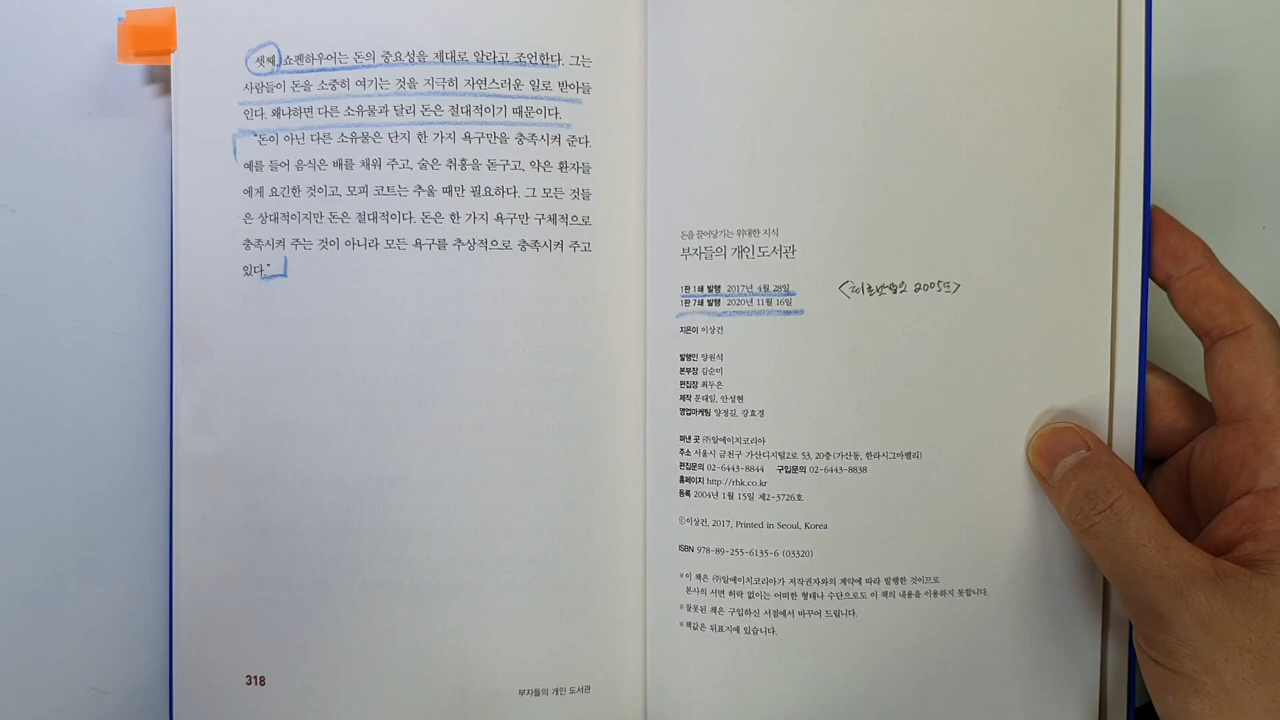 셋째, 쇼펜하우어는 돈의 중요성을 제대로 알라고 조언한다. 그는
사람들이 돈을 소중히 여기는 것을 지극히 자연스러운 일로 받아들
인다. 왜냐하면 다른 소유물과 달리 돈은 절대적이기 때문이다.
"돈이 아닌 다른 소유물은 단지 한 가지 욕구만을 충족시켜 준다.
예를 들어 음식은 배를 채워 주고, 술은 취흥을 돋구고, 약은 환자들
에게 요긴한 것이고, 모피 코트는 추울 때만 필요하다. 그 모든 것들
은 상대적이지만 돈은 절대적이다. 돈은 한 가지 욕구만 구체적으로
충족시켜 주는 것이 아니라 모든 욕구를 추상적으로 충족시켜 주고
있다."
318
부자들의 개인 도서관
돈을 끌어당기는 위대한 지식
부자들의 개인 도서관
1판 1쇄 발행 2017년 4월 28일
1판 7쇄 발행 2020년 11월 16일
2005년>
지은이 이상건
발행인 양원석
본부장 김순미
편집장 최두은
제작 문태일, 안성현
영업마케팅 양정길, 강효경
펴낸 곳 ㈜알에이치코리아
주소 서울시 금천구 가산디지털2로 53, 20층(가산동, 한라시그마밸리)
편집문의 02-6443-8844 구입문의 02-6443-8838
홈페이지 http://rhk.co.kr
등록 2004년 1월 15일 제2-3726호
ⓒ이상건, 2017, Printed in Seoul, Korea
ISBN 978-89-255-6135-6 (03320)
※이 책은 ㈜알에이치코리아가 저작권자와의 계약에 따라 발행한 것이므로
본사의 서면 허락 없이는 어떠한 형태나 수단으로도 이 책의 내용을 이용하지 못합니다.
※잘못된 책은 구입하신 서점에서 바꾸어 드립니다.
※책값은 뒤표지에 있습니다.